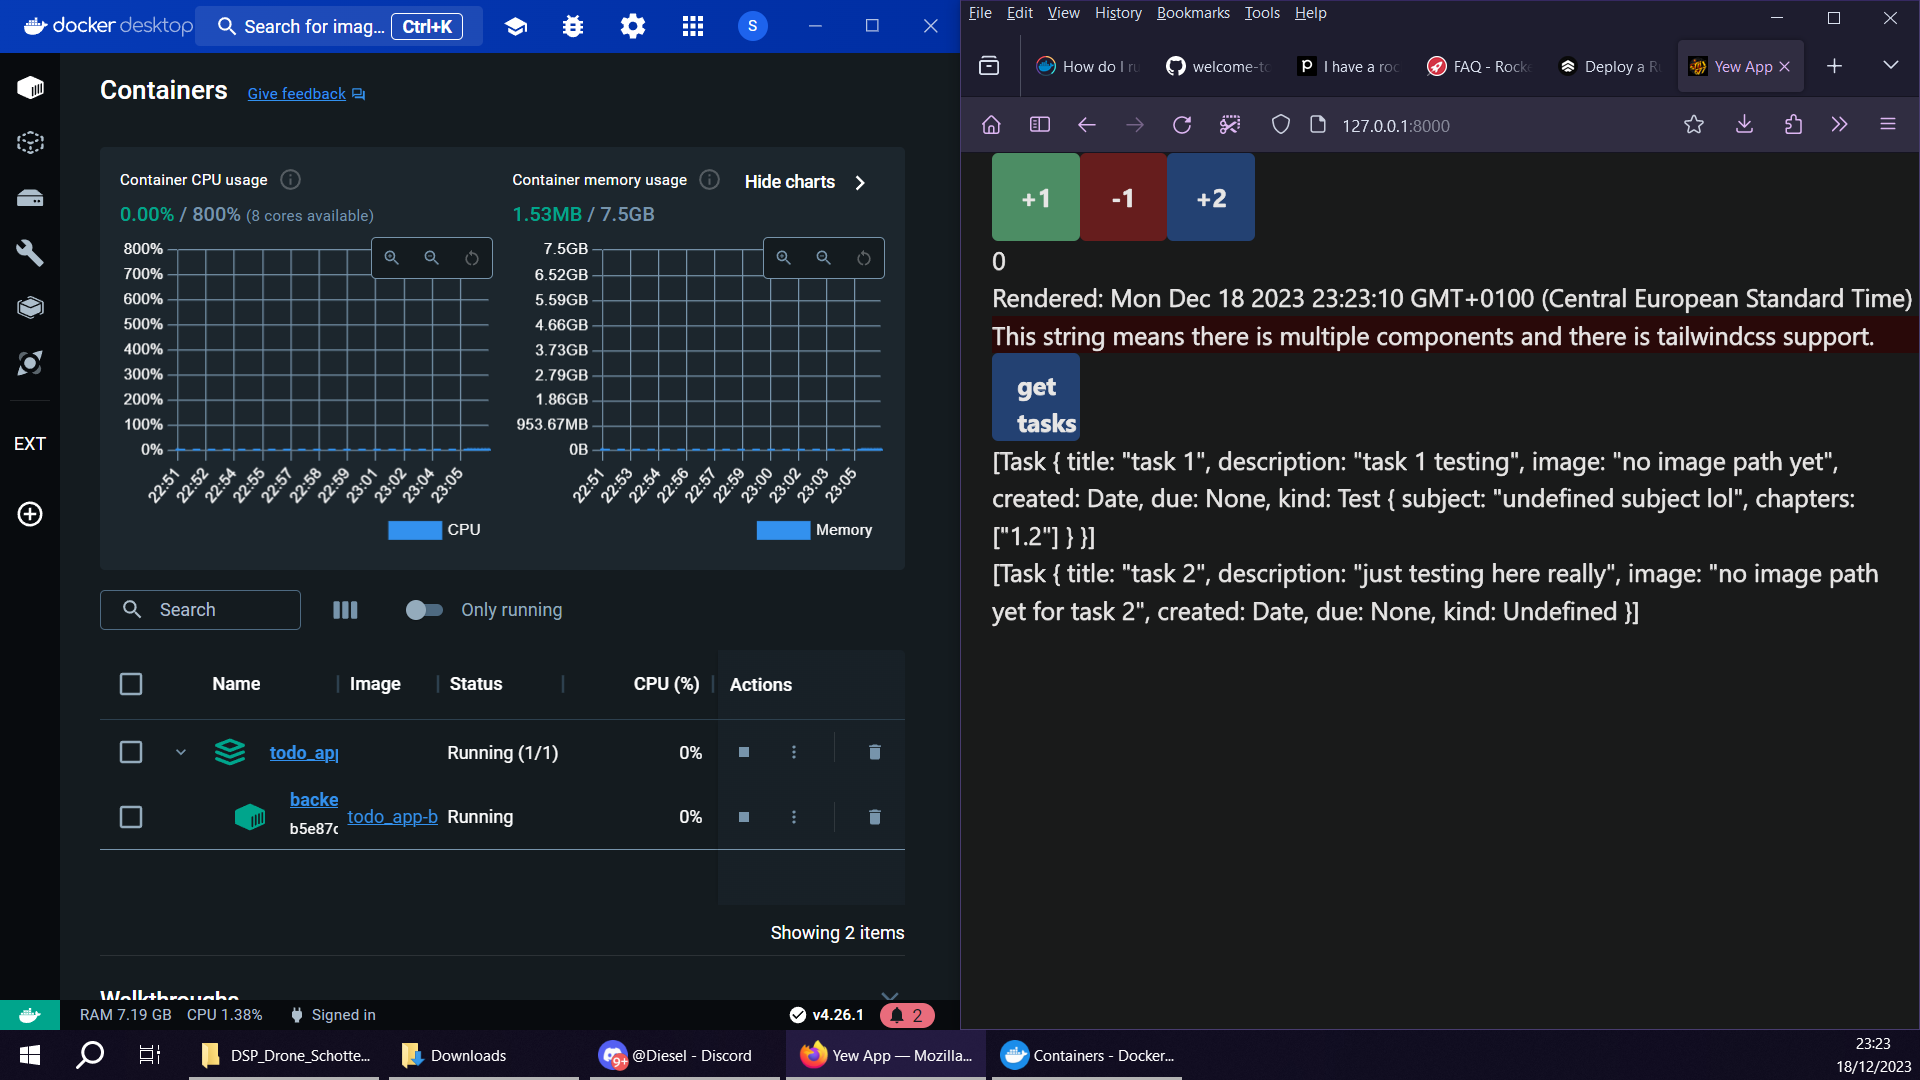 docker desktop
Search for imag... Ctrl+K
S
Containers Give feedback
Container CPU usage
0.00% / 800% (8 cores available)
800%
700%
600%
500%
400%
300%
200%
100%
0%
22:51 22:52 22:54 22:55 22:57 22:58 22:59 23:01 23:02 23:04 23:05
CPU
Container memory usage Hide charts
1.53MB / 7.5GB
7.5GB
6.52GB
5.59GB
4.66GB
3.73GB
2.79GB
1.86GB
953.67MB
0B
22:51 22:53 22:54 22:56 22:57 22:59 23:00 23:02 23:03 23:05
Memory
EXT
Search Only running
Name Image Status CPU (%) Actions
todo_app Running (1/1) 0%
backe
b5e87c todo_app-b Running 0%
Showing 2 items
Walkthroughs
RAM 7.19 GB CPU 1.38% Signed in v4.26.1 2
File Edit View History Bookmarks Tools Help
How do I ru welcome-to I have a roc FAQ - Rocke Deploy a Ru Yew App
127.0.0.1:8000
+1 -1 +2
0
Rendered: Mon Dec 18 2023 23:23:10 GMT+0100 (Central European Standard Time)
This string means there is multiple components and there is tailwindcss support.
get
tasks
[Task { title: "task 1", description: "task 1 testing", image: "no image path yet",
created: Date, due: None, kind: Test { subject: "undefined subject lol", chapters:
["1.2"] } }]
[Task { title: "task 2", description: "just testing here really", image: "no image path
yet for task 2", created: Date, due: None, kind: Undefined }]
DSP_Drone_Schotte... Downloads 9+ @Diesel - Discord Yew App — Mozilla... Containers - Docker...
23:23
18/12/2023